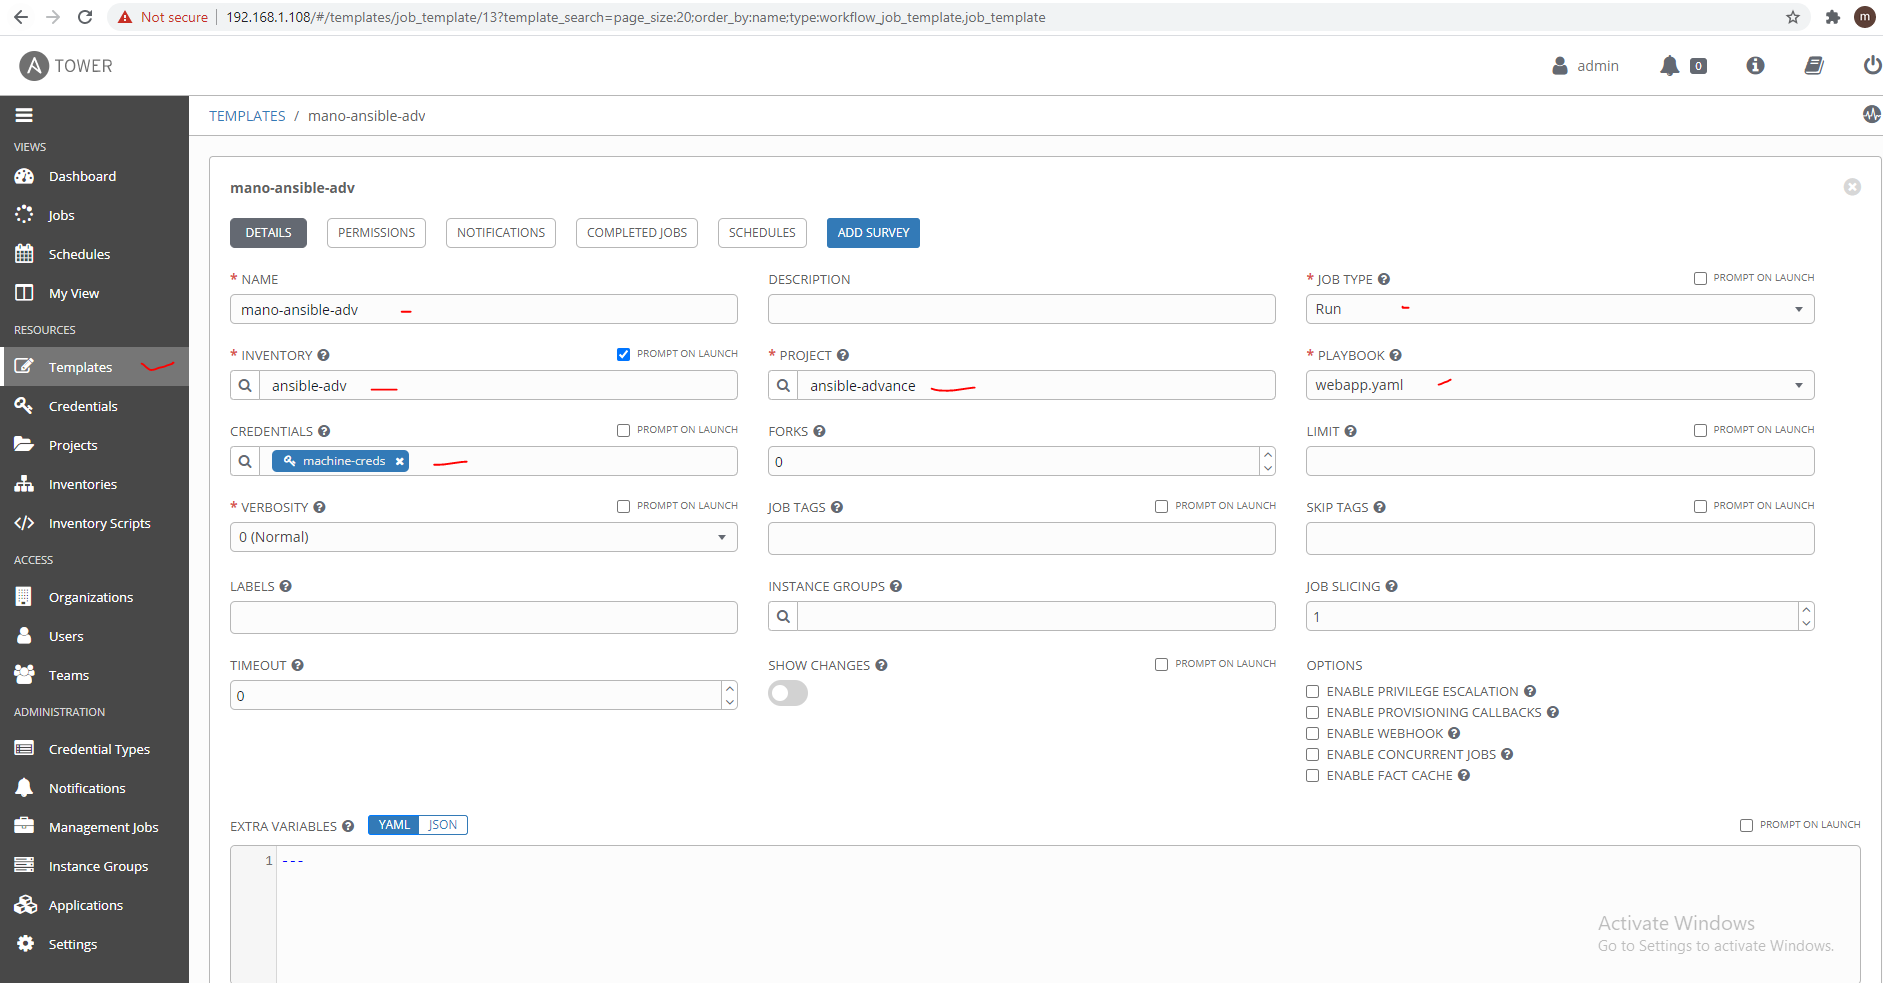 Not secure | 192.168.1.108/#/templates/job_template/13?template_search=page_size:20;order_by:name;type:workflow_job_template,job_template
m
A TOWER
admin
0
TEMPLATES / mano-ansible-adv
VIEWS
Dashboard
Jobs
Schedules
My View
RESOURCES
Templates
Credentials
Projects
Inventories
Inventory Scripts
ACCESS
Organizations
Users
Teams
ADMINISTRATION
Credential Types
Notifications
Management Jobs
Instance Groups
Applications
Settings
mano-ansible-adv
DETAILS PERMISSIONS NOTIFICATIONS COMPLETED JOBS SCHEDULES ADD SURVEY
* NAME
mano-ansible-adv
DESCRIPTION
* JOB TYPE ? PROMPT ON LAUNCH
Run
* INVENTORY ? PROMPT ON LAUNCH
ansible-adv
* PROJECT ?
ansible-advance
* PLAYBOOK ?
webapp.yaml
CREDENTIALS ? PROMPT ON LAUNCH
machine-creds
FORKS ?
0
LIMIT ? PROMPT ON LAUNCH
* VERBOSITY ? PROMPT ON LAUNCH
0 (Normal)
JOB TAGS ? PROMPT ON LAUNCH
SKIP TAGS ? PROMPT ON LAUNCH
LABELS ?
INSTANCE GROUPS ?
JOB SLICING ?
1
TIMEOUT ?
0
SHOW CHANGES ? PROMPT ON LAUNCH
OPTIONS
ENABLE PRIVILEGE ESCALATION ?
ENABLE PROVISIONING CALLBACKS ?
ENABLE WEBHOOK ?
ENABLE CONCURRENT JOBS ?
ENABLE FACT CACHE ?
EXTRA VARIABLES ? YAML JSON PROMPT ON LAUNCH
1 ---
Activate Windows
Go to Settings to activate Windows.